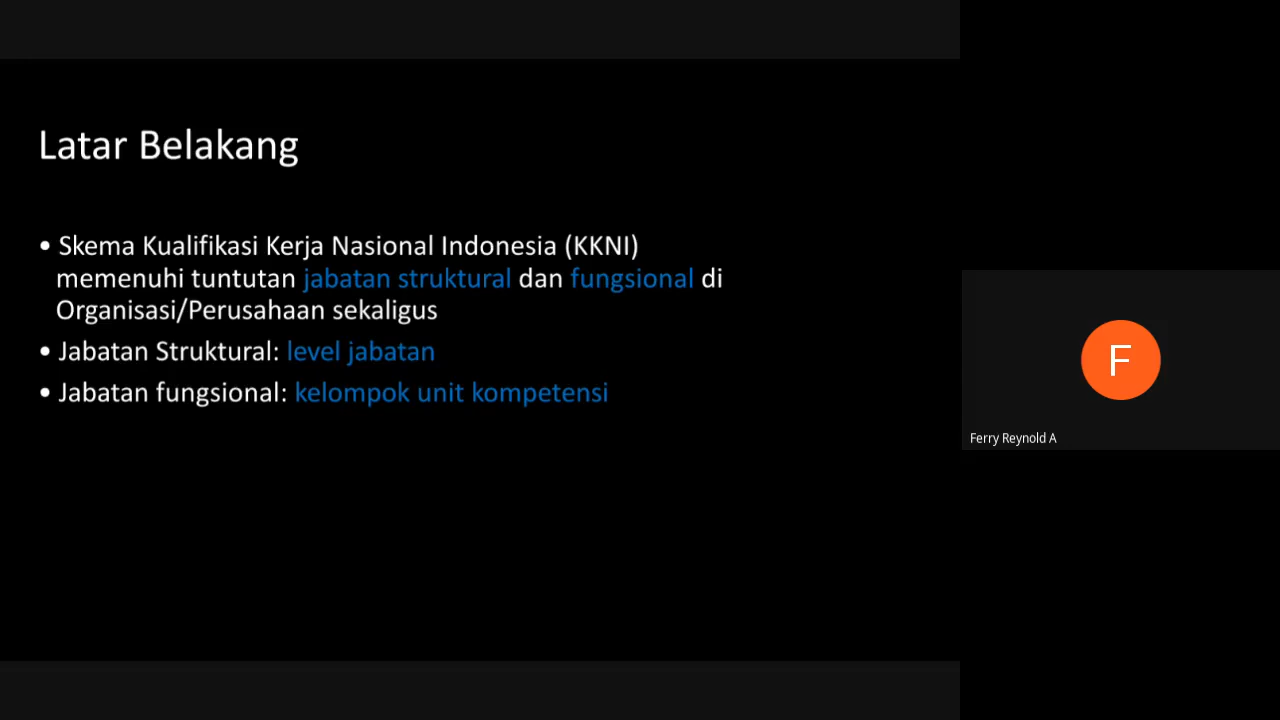 Latar Belakang
• Skema Kualifikasi Kerja Nasional Indonesia (KKNI)
memenuhi tuntutan jabatan struktural dan fungsional di
Organisasi/Perusahaan sekaligus
• Jabatan Struktural: level jabatan
• Jabatan fungsional: kelompok unit kompetensi
F
Ferry Reynold A